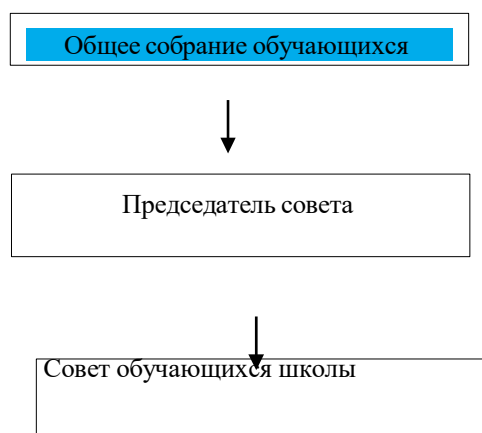 Общее собрание обучающихся
Председатель совета
Совет обучающихся школы